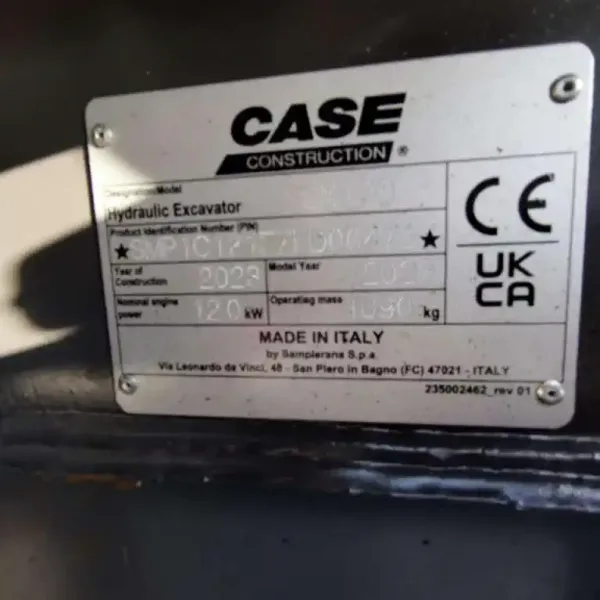 CASE
CONSTRUCTION ®
Designation/Model
Hydraulic Excavator
Product Identification Number (PIN)
Year of Construction 2023 Model Year
Nominal engine power 12.0 kW Operating mass kg
MADE IN ITALY
by Sampierana S.p.a.
Via Leonardo da Vinci, 48 - San Piero in Bagno (FC) 47021 - ITALY
235002462_rev 01
CE
UK
CA